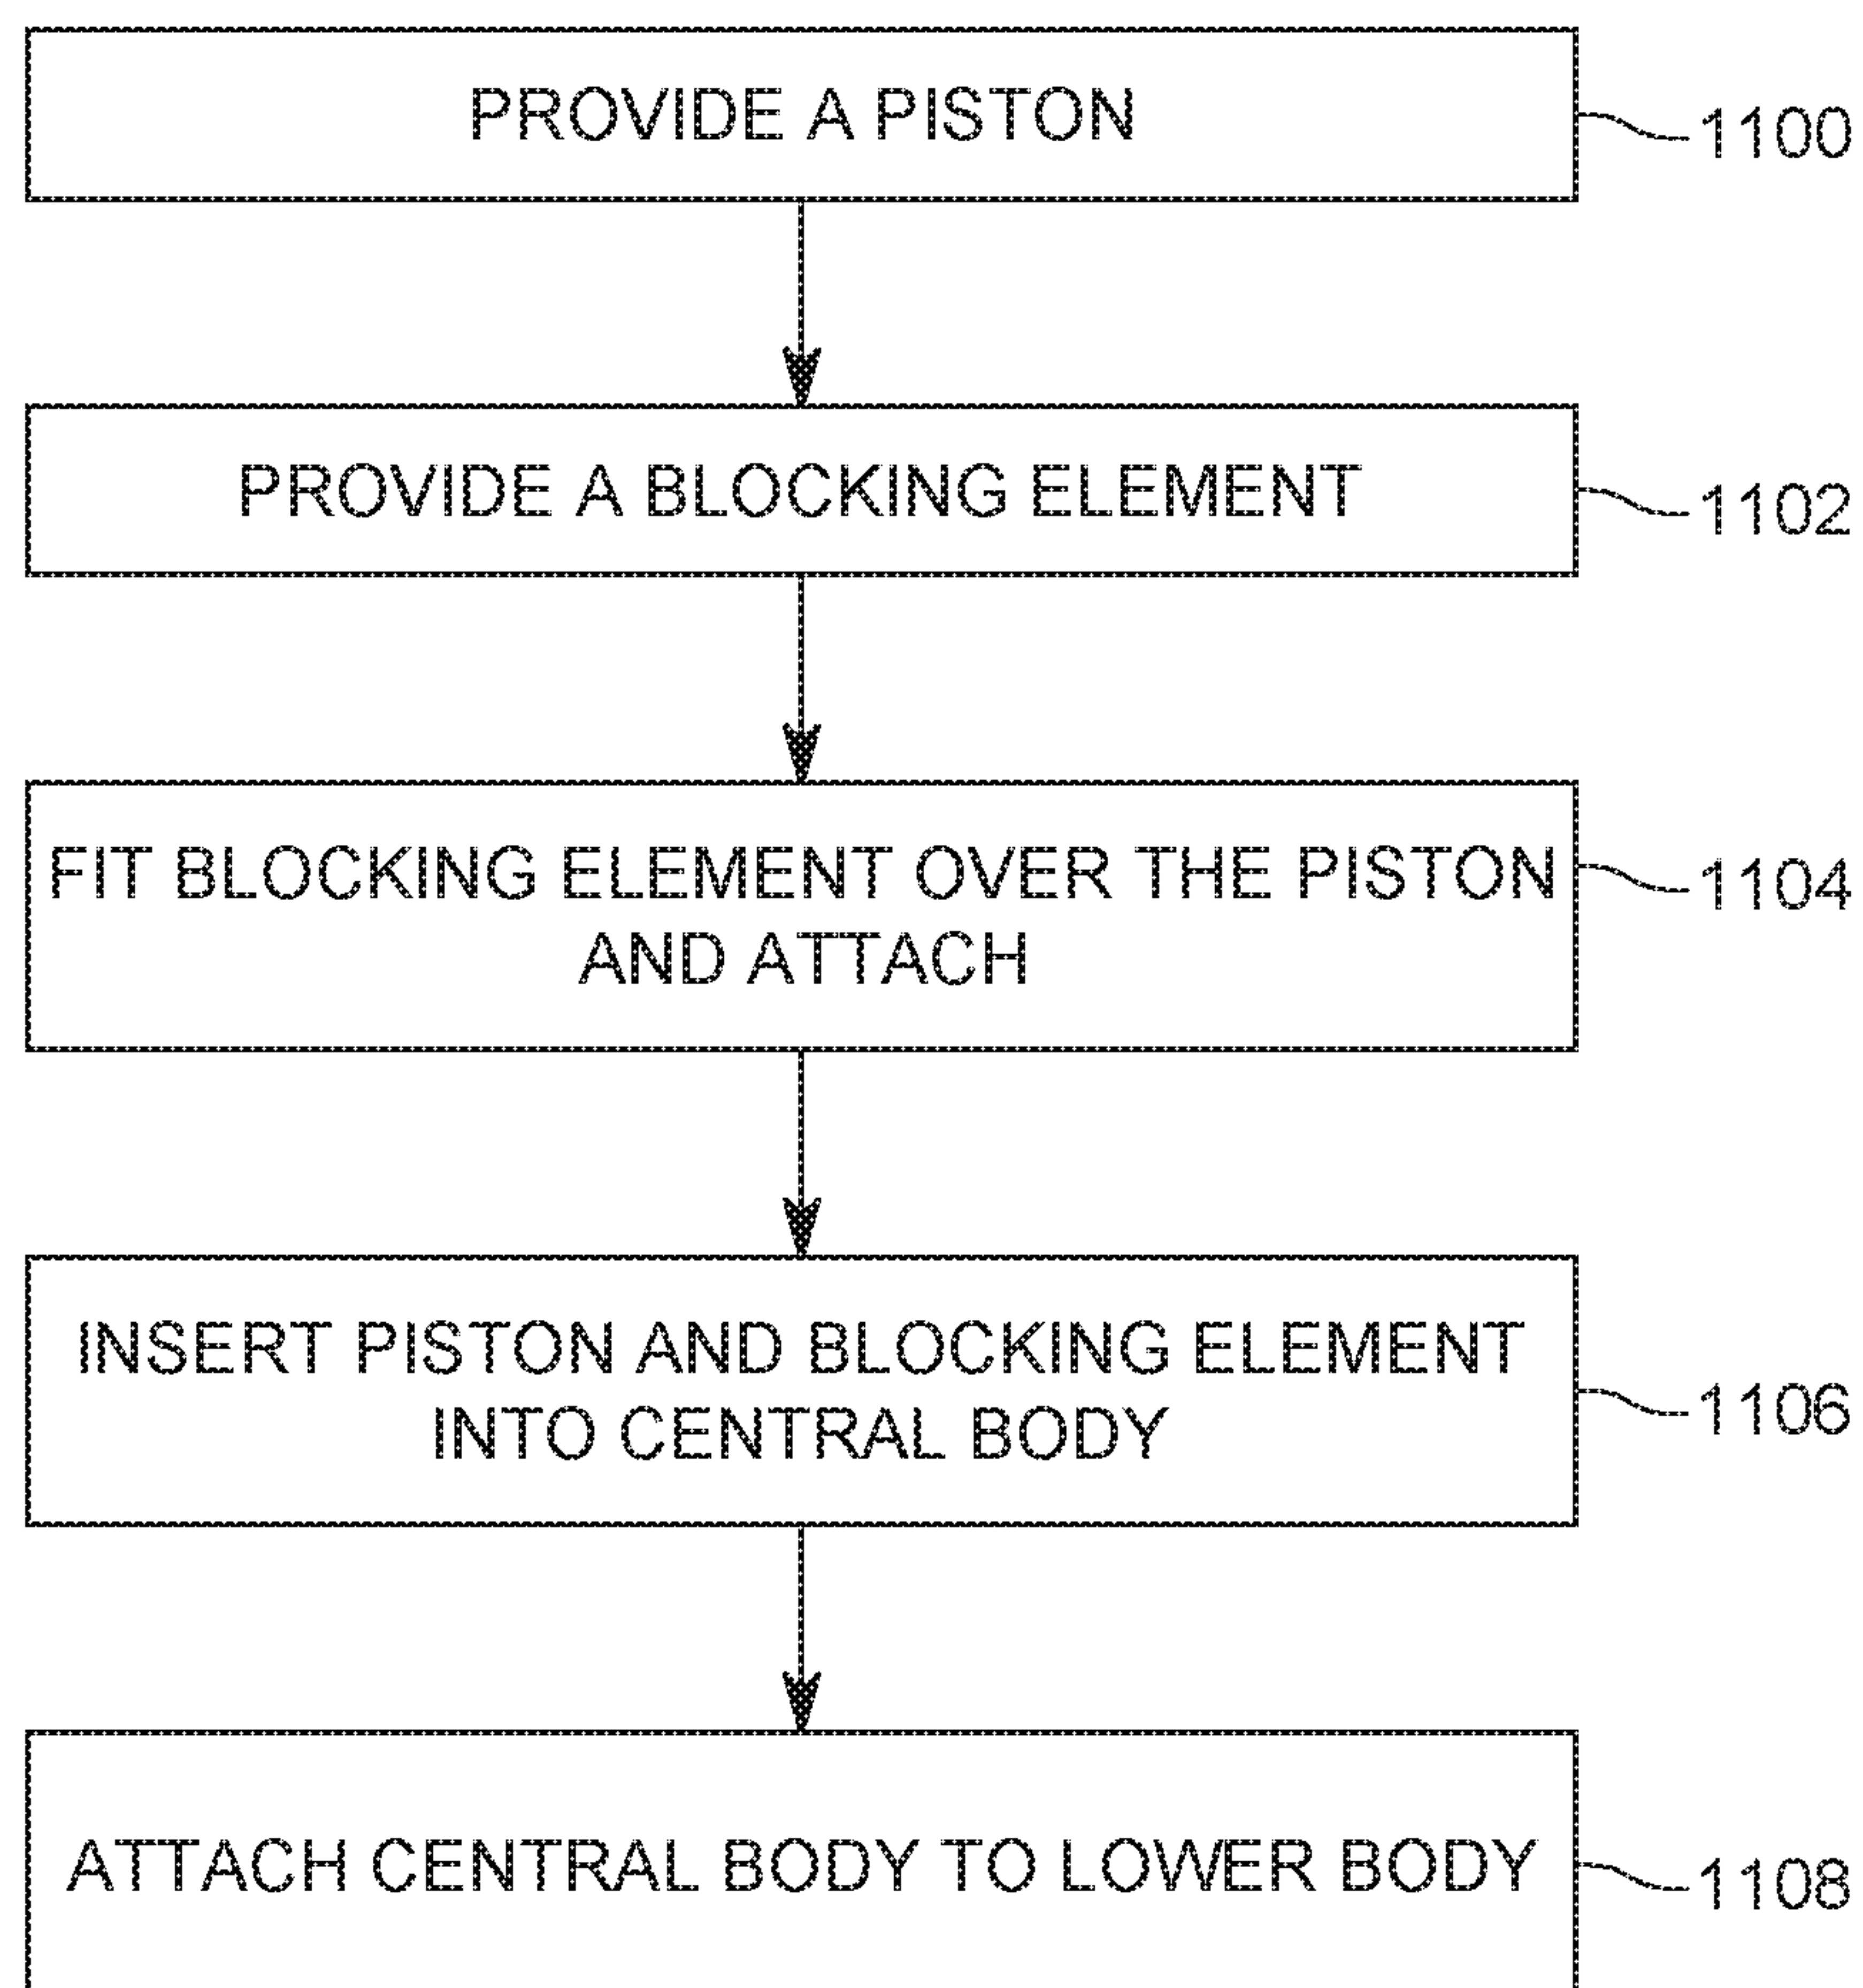 PROVIDE A PISTON
1100
PROVIDE A BLOCKING ELEMENT
1102
FIT BLOCKING ELEMENT OVER THE PISTON
AND ATTACH
1104
INSERT PISTON AND BLOCKING ELEMENT
INTO CENTRAL BODY
1106
ATTACH CENTRAL BODY TO LOWER BODY
1108